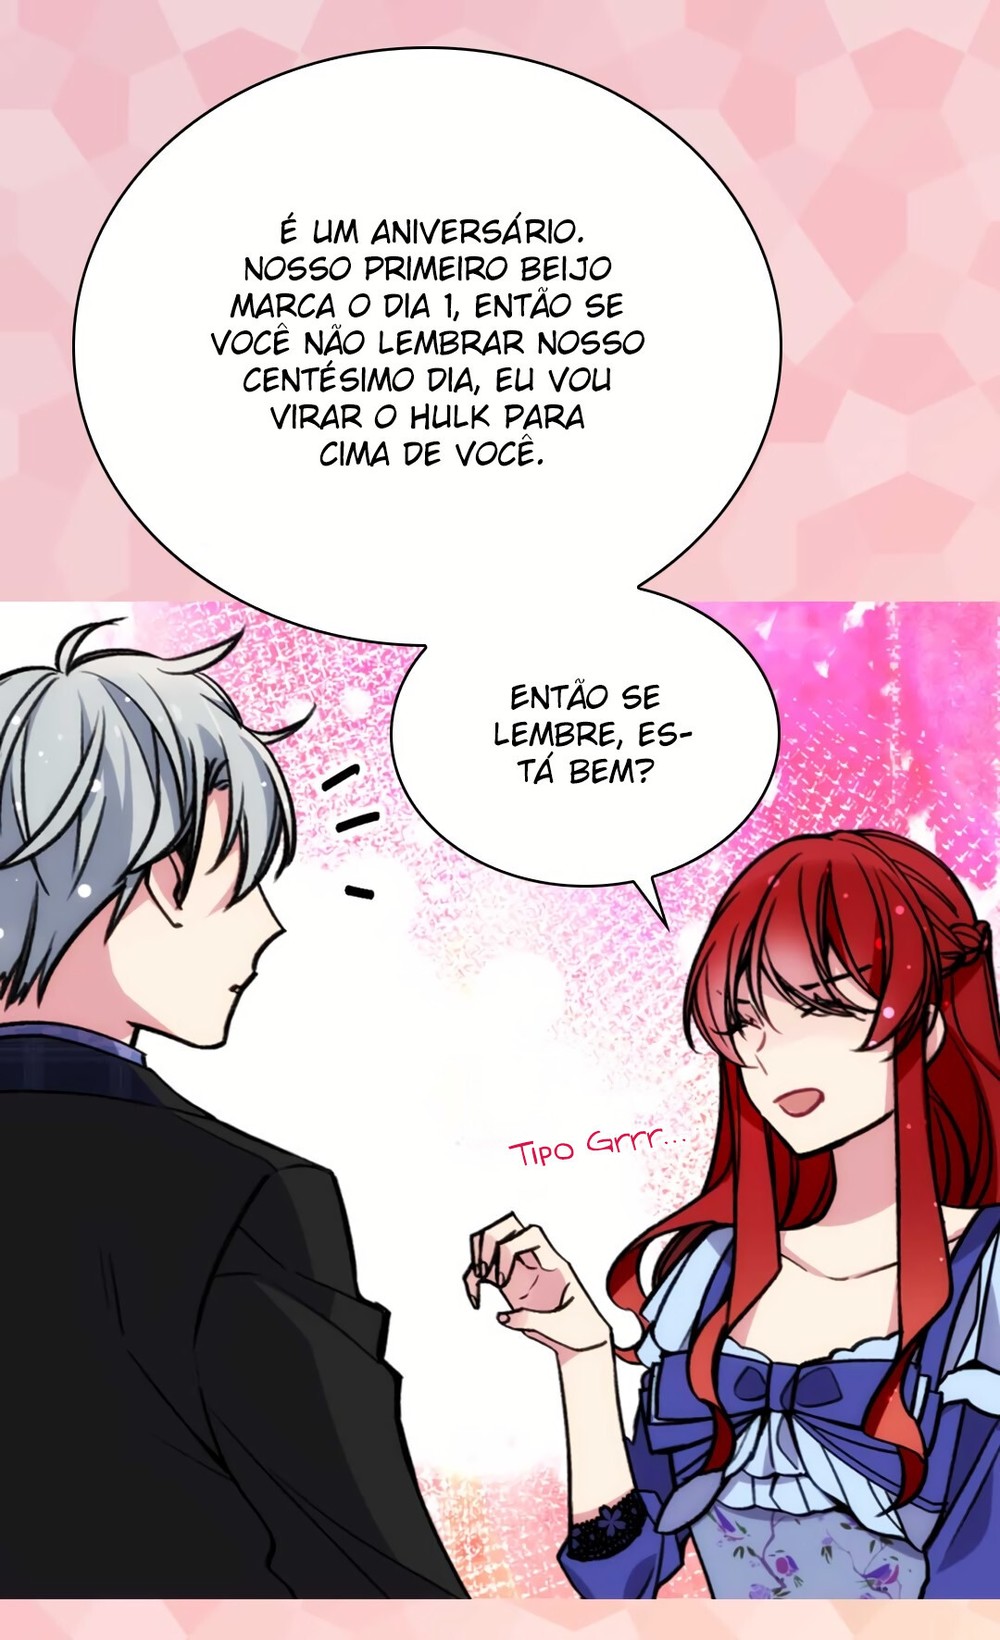 É UM ANIVERSÁRIO.
NOSSO PRIMEIRO BEIJO
MARCA O DIA 1, ENTÃO SE
VOCÊ NÃO LEMBRAR NOSSO
CENTÉSIMO DIA, EU VOU
VIRAR O HULK PARA
CIMA DE VOCÊ.
ENTÃO SE
LEMBRE, ES-
TÁ BEM?
Tipo Grrr...